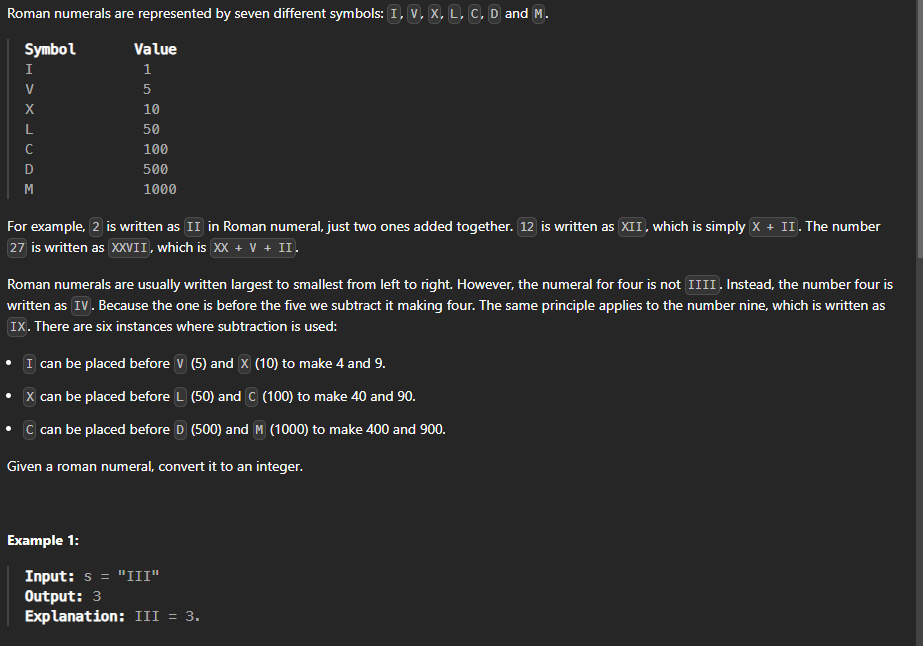 Roman numerals are represented by seven different symbols: I, V, X, L, C, D and M.
Symbol Value
I 1
V 5
X 10
L 50
C 100
D 500
M 1000
For example, 2 is written as II in Roman numeral, just two ones added together. 12 is written as XII, which is simply X + II. The number
27 is written as XXVII, which is XX + V + II.
Roman numerals are usually written largest to smallest from left to right. However, the numeral for four is not IIII. Instead, the number four is
written as IV. Because the one is before the five we subtract it making four. The same principle applies to the number nine, which is written as
IX. There are six instances where subtraction is used:
• I can be placed before V (5) and X (10) to make 4 and 9.
• X can be placed before L (50) and C (100) to make 40 and 90.
• C can be placed before D (500) and M (1000) to make 400 and 900.
Given a roman numeral, convert it to an integer.
Example 1:
Input: s = "III"
Output: 3
Explanation: III = 3.